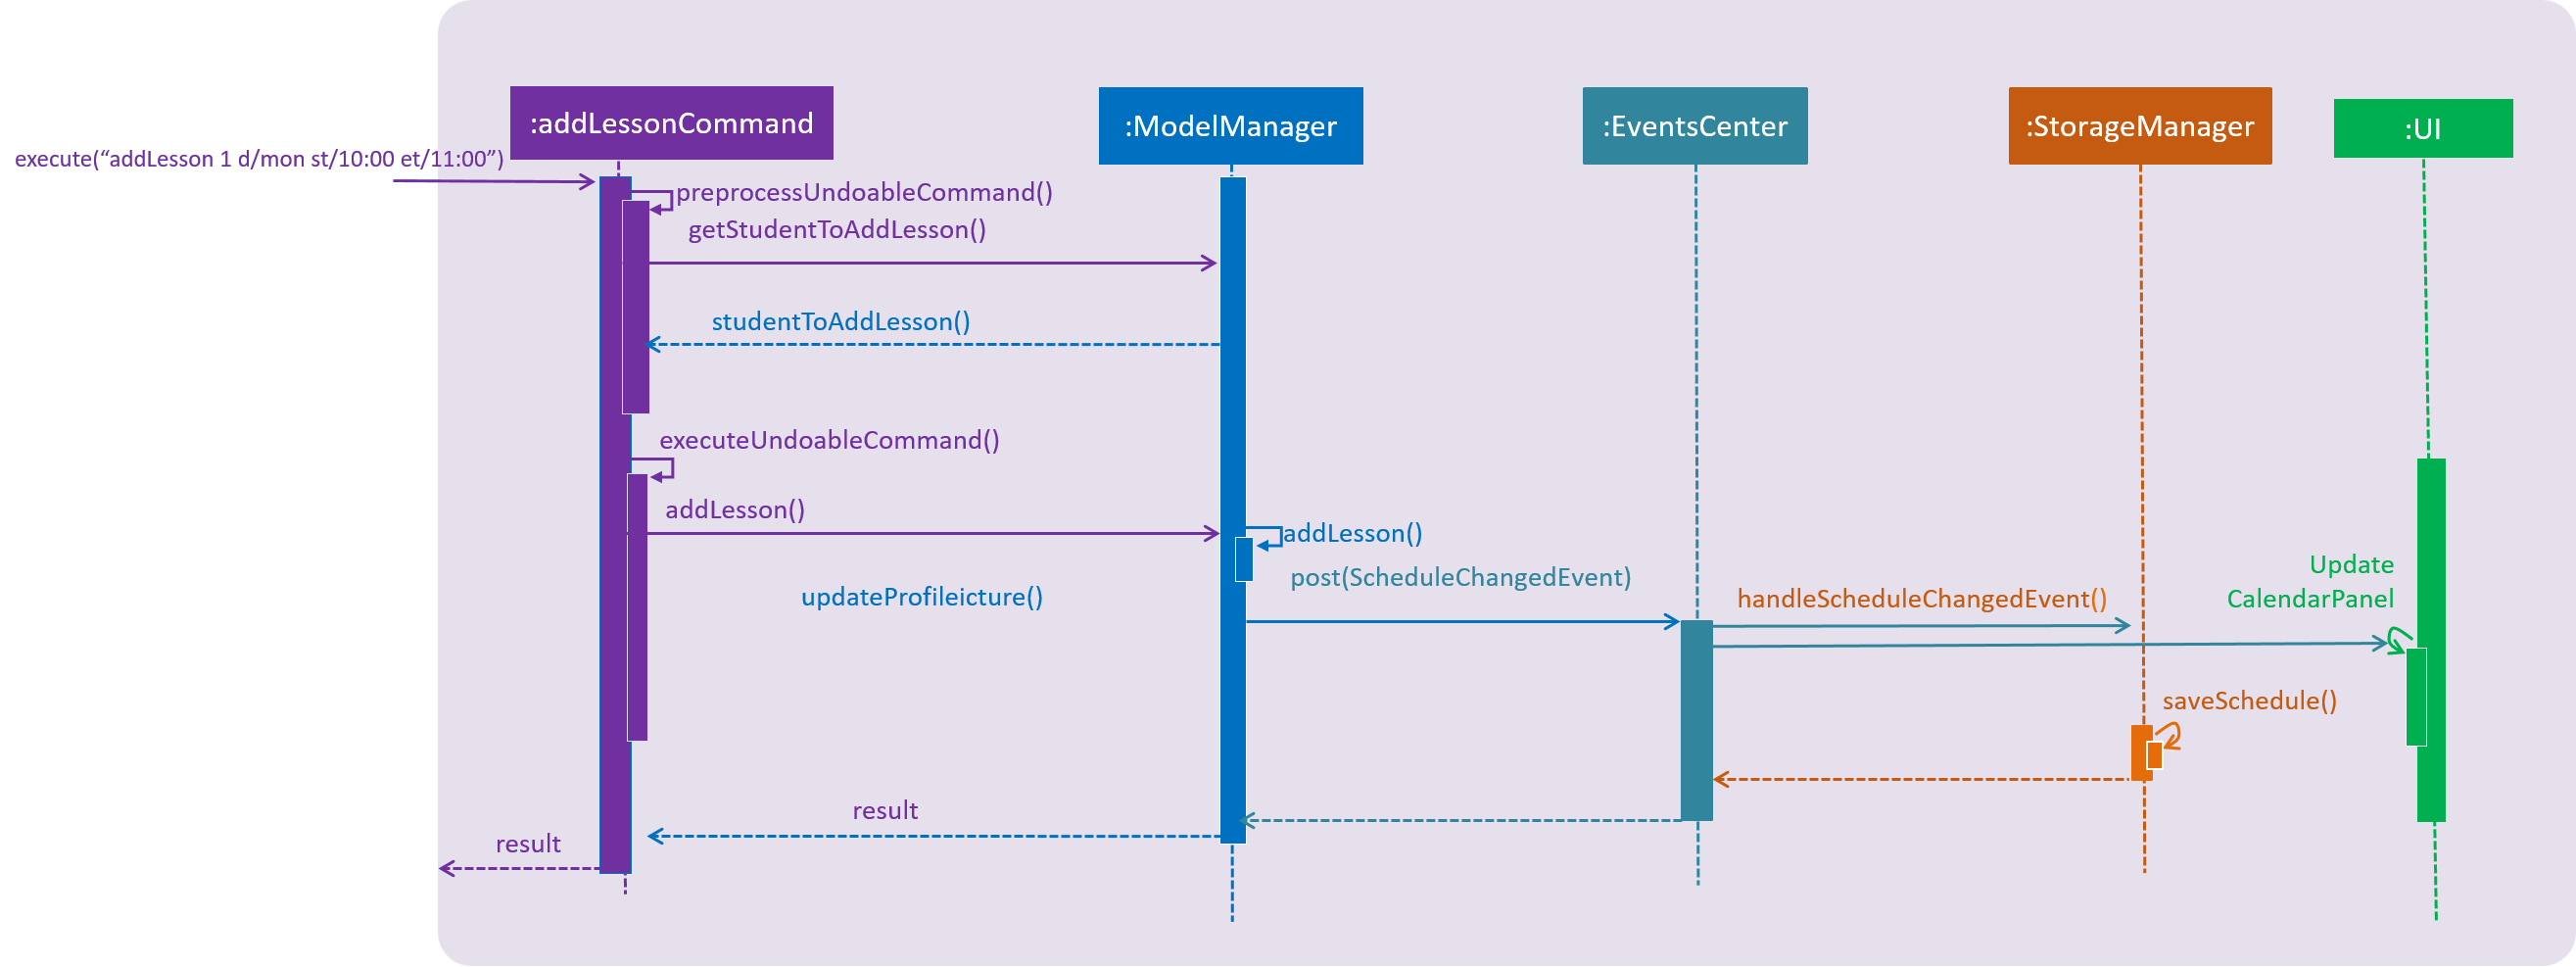 :addLessonCommand
:ModelManager
:EventsCenter
:StorageManager
:UI
execute(“addLesson 1 d/mon st/10:00 et/11:00”)
preprocessUndoableCommand()
getStudentToAddLesson()
studentToAddLesson()
executeUndoableCommand()
addLesson()
addLesson()
post(ScheduleChangedEvent)
updateProfileicture()
handleScheduleChangedEvent()
Update
CalendarPanel
saveSchedule()
result
result